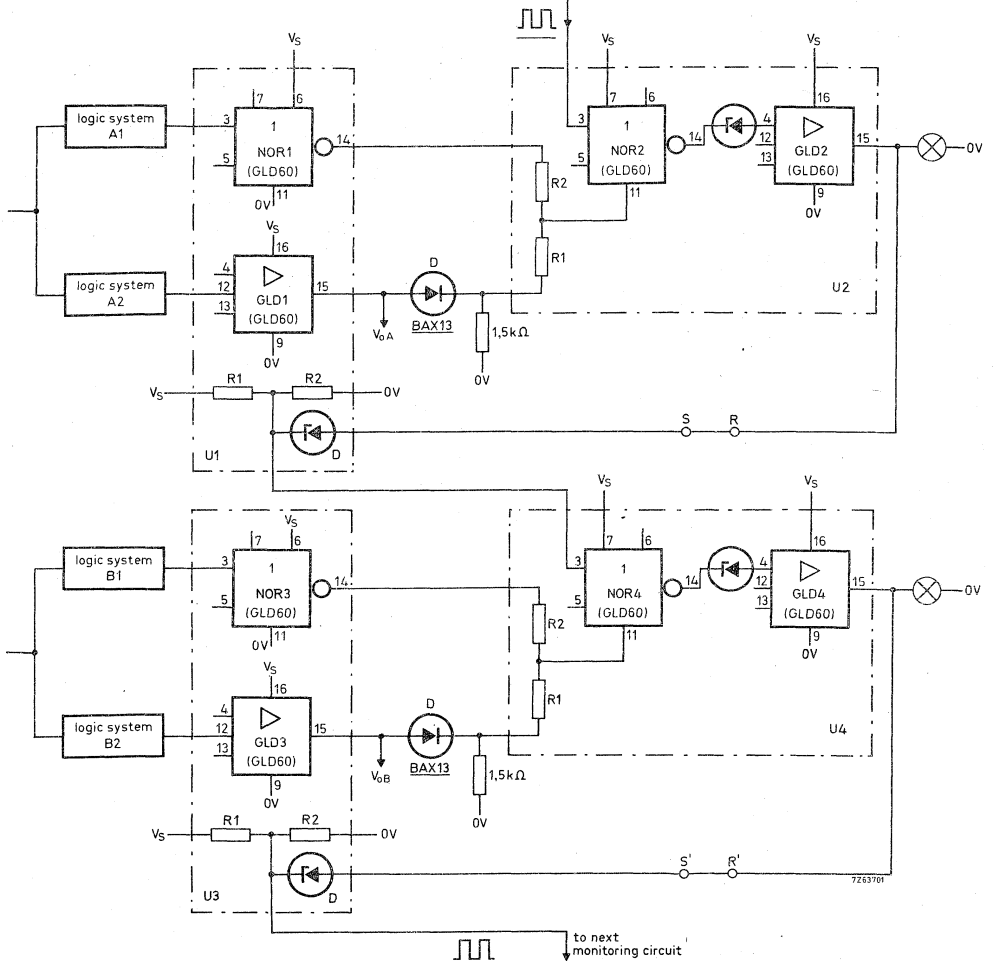 VS
VS
VS
7
6
logic system
A1
3
1
NOR1
(GLD60)
14
5
11
0V
7
6
3
1
NOR2
(GLD60)
14
5
11
16
4
12
13
GLD2
(GLD60)
15
9
0V
0V
R2
R1
U2
VS
16
logic system
A2
4
12
13
GLD1
(GLD60)
15
9
0V
D
BAX13
VoA
1,5kΩ
0V
VS
R1
R2
0V
D
U1
S
R
VS
VS
VS
7
6
logic system
B1
3
1
NOR3
(GLD60)
14
5
11
0V
7
6
3
1
NOR4
(GLD60)
14
5
11
16
4
12
13
GLD4
(GLD60)
15
9
0V
0V
R2
R1
U4
VS
16
logic system
B2
4
12
13
GLD3
(GLD60)
15
9
0V
D
BAX13
VoB
1,5kΩ
0V
VS
R1
R2
0V
D
U3
S'
R'
7Z63701
to next
monitoring circuit